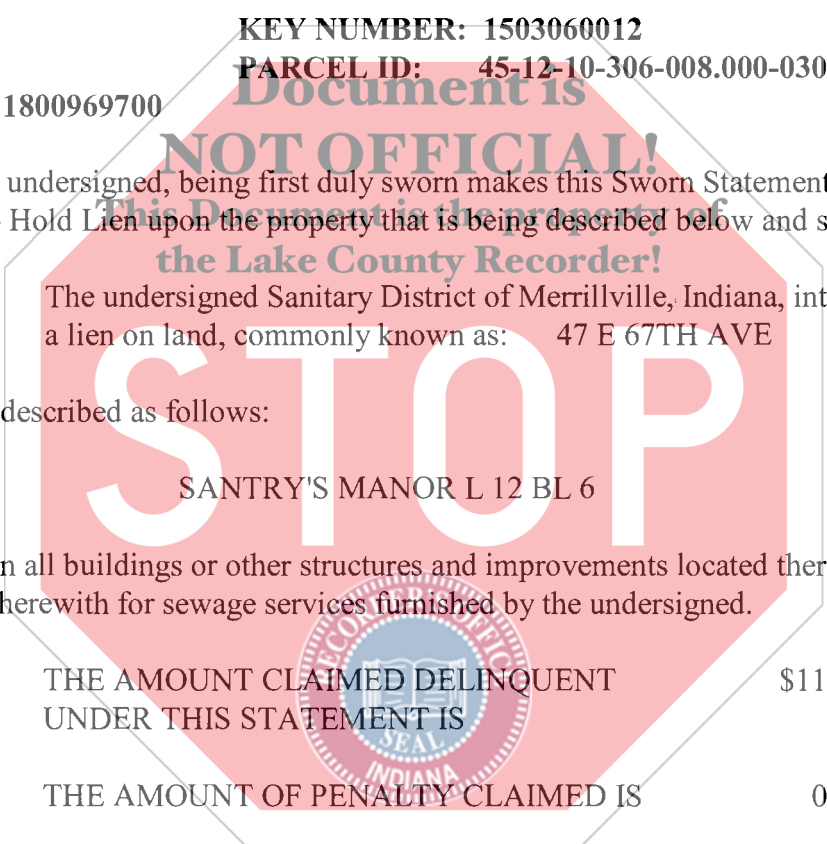 KEY NUMBER: 1503060012
PARCEL ID: 45-12-10-306-008.000-030
Document is
1800969700
NOT OFFICIAL!
undersigned, being first duly sworn makes this Sworn Statement
This Document is the property of
Hold Lien upon the property that is being described below and s
the Lake County Recorder!
The undersigned Sanitary District of Merrillville, Indiana, int
a lien on land, commonly known as: 47 E 67TH AVE
STOP
described as follows:
SANTRY'S MANOR L 12 BL 6
n all buildings or other structures and improvements located ther
herewith for sewage services furnished by the undersigned.
RECORDER'S OFFICE
THE AMOUNT CLAIMED DELINQUENT $11
UNDER THIS STATEMENT IS
SEAL
INDIANA
THE AMOUNT OF PENALTY CLAIMED IS 0